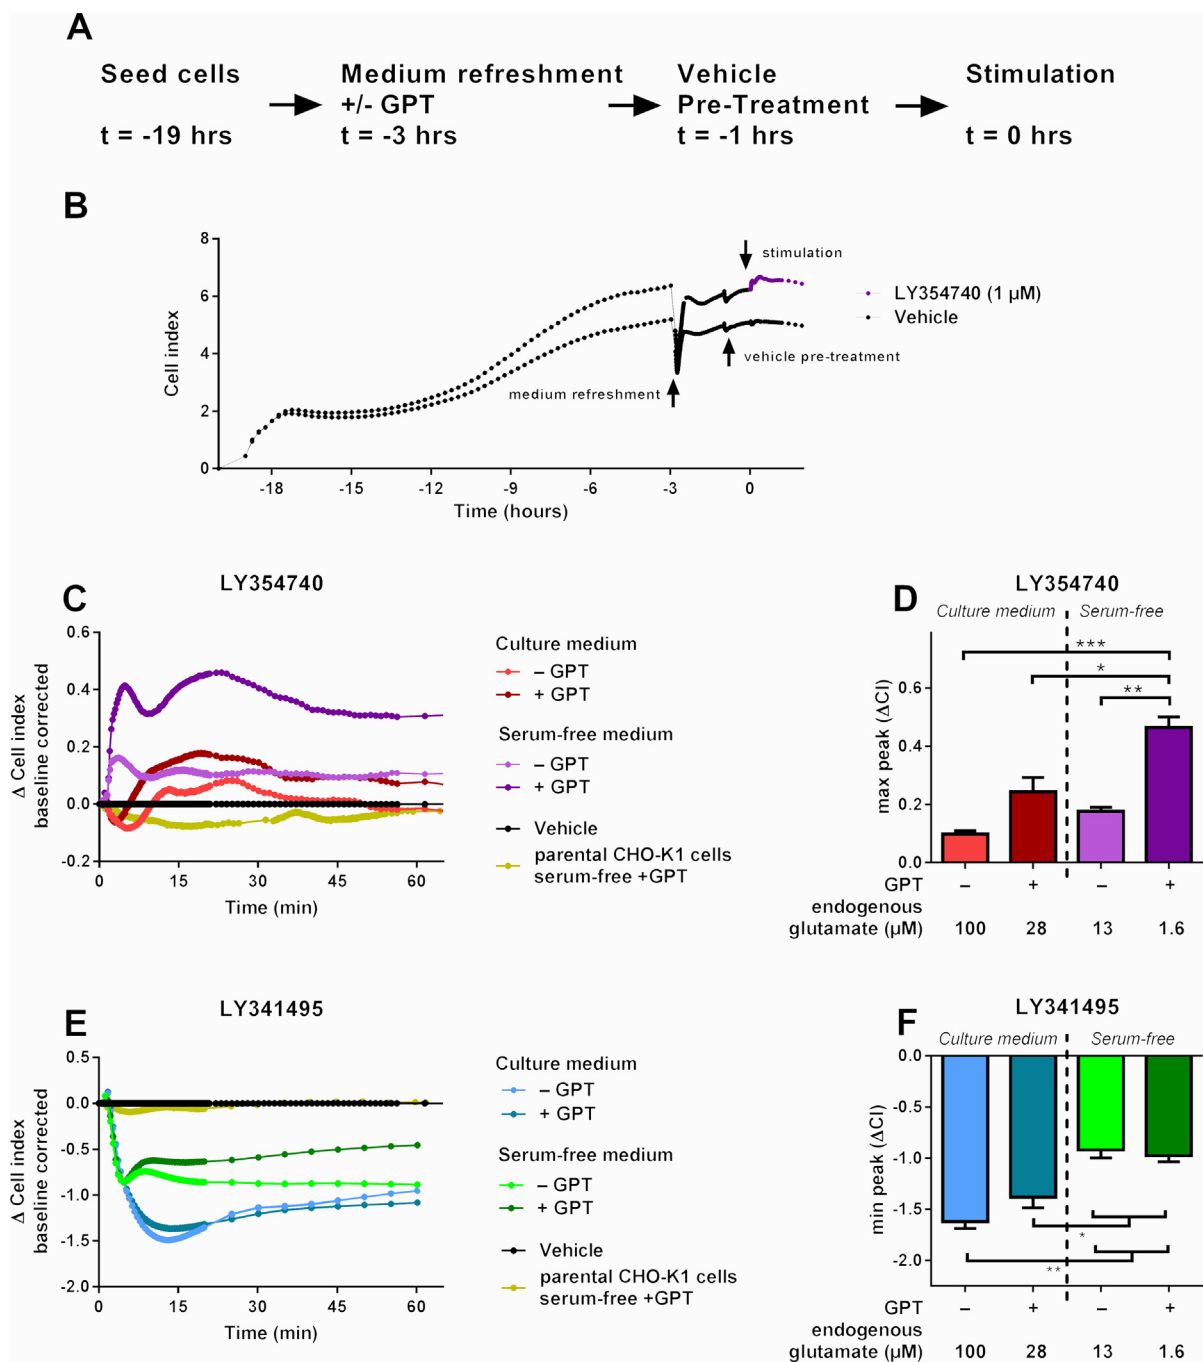 A
Seed cells
Medium refreshment
Vehicle
Stimulation
+/- GPT
Pre-Treatment
t = -19 hrs
t = -3 hrs
t = -1 hrs
t = 0 hrs
B
8
6
4
2
0
Cell index
-18
-15
-12
-9
-6
-3
0
Time (hours)
stimulation
vehicle pre-treatment
medium refreshment
LY354740 (1 µM)
Vehicle
C
LY354740
0.6
0.4
0.2
0.0
-0.2
Δ Cell index
baseline corrected
0
15
30
45
60
Time (min)
Culture medium
– GPT
+ GPT
Serum-free medium
– GPT
+ GPT
Vehicle
parental CHO-K1 cells
serum-free +GPT
D
LY354740
Culture medium
Serum-free
***
*
**
0.6
0.4
0.2
0.0
max peak (ΔCI)
GPT
– + – +
endogenous
glutamate (µM) 100 28 13 1.6
E
LY341495
0.5
0.0
-0.5
-1.0
-1.5
-2.0
Δ Cell index
baseline corrected
0
15
30
45
60
Time (min)
Culture medium
– GPT
+ GPT
Serum-free medium
– GPT
+ GPT
Vehicle
parental CHO-K1 cells
serum-free +GPT
F
LY341495
Culture medium
Serum-free
0.0
-0.5
-1.0
-1.5
-2.0
min peak (ΔCI)
*
**
GPT
– + – +
endogenous
glutamate (µM) 100 28 13 1.6